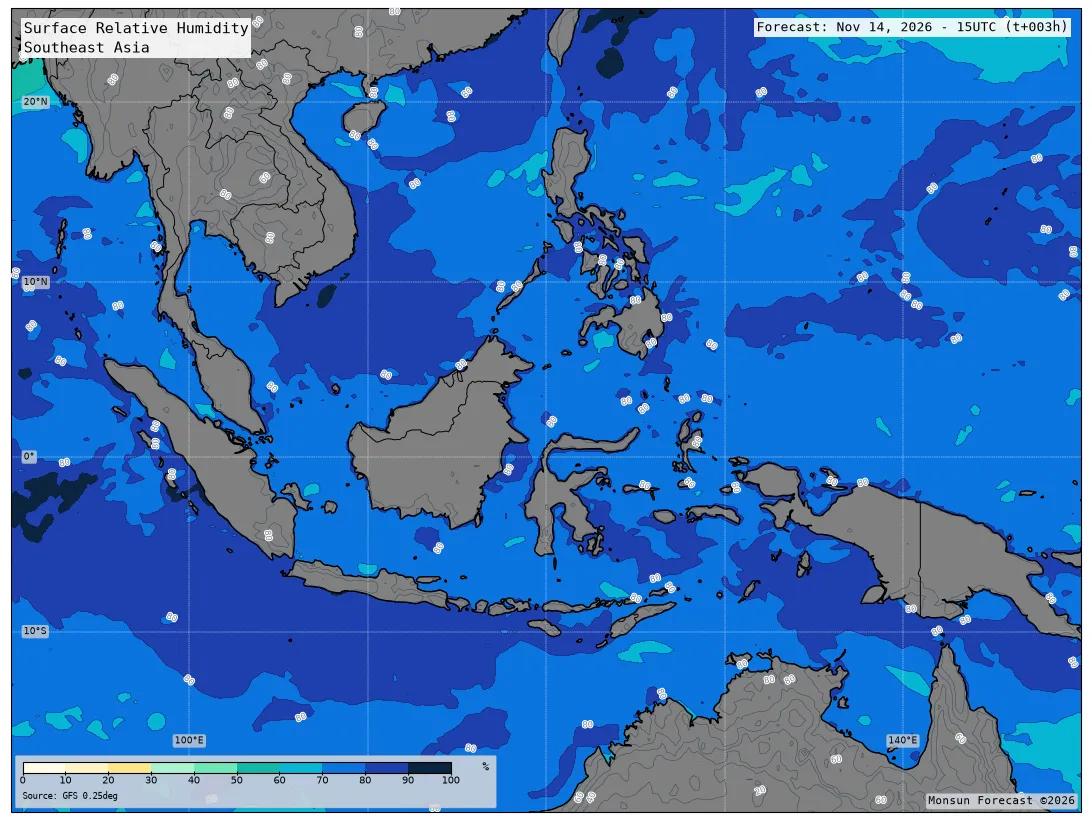 Surface Relative Humidity
Southeast Asia
Forecast: Nov 14, 2026 - 15UTC (t+003h)
20°N
10°N
0°
10°S
100°E
140°E
%
0 10 20 30 40 50 60 70 80 90 100
Source: GFS 0.25deg
Monsun Forecast ©2026